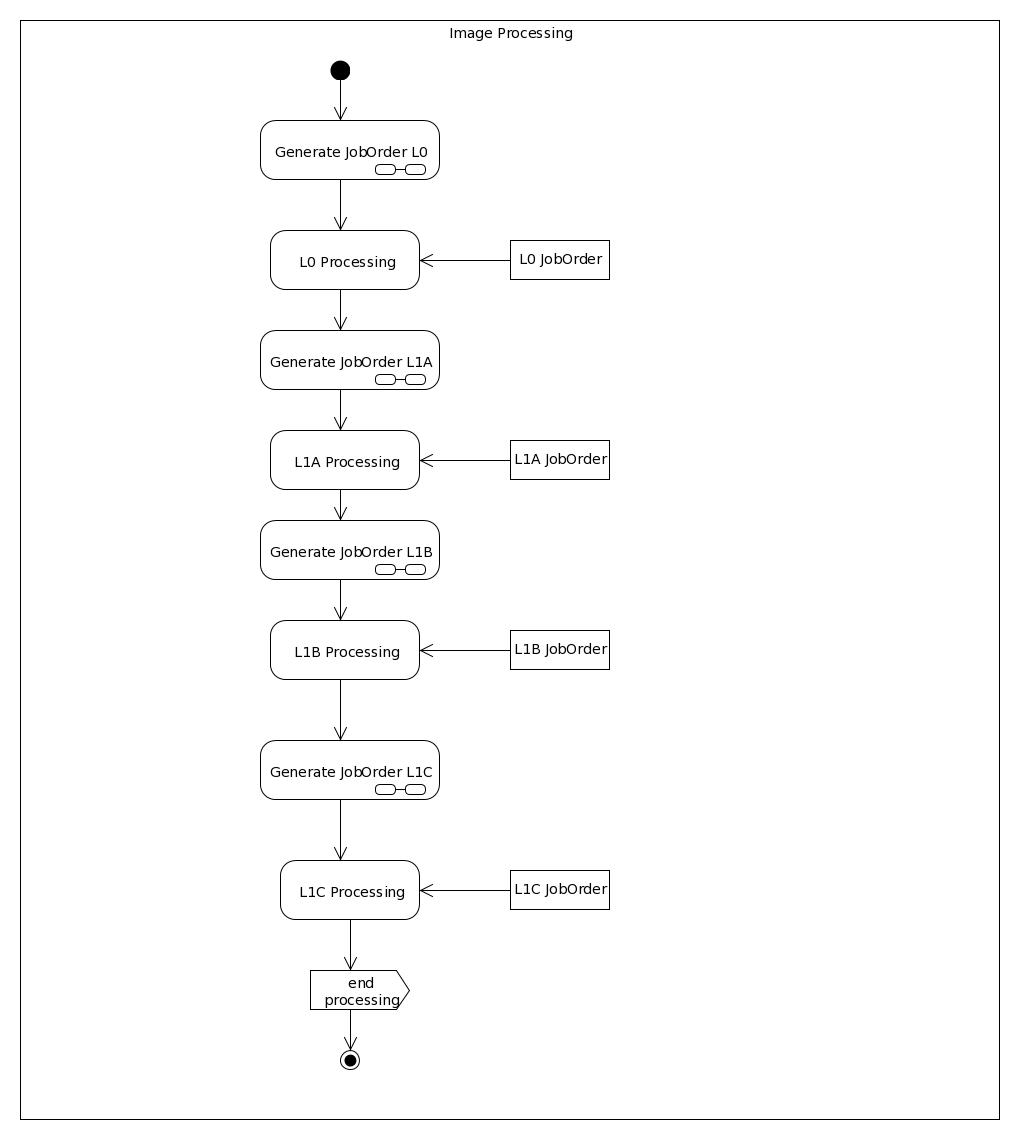 Image Processing
Generate JobOrder L0
L0 Processing
L0 JobOrder
Generate JobOrder L1A
L1A Processing
L1A JobOrder
Generate JobOrder L1B
L1B Processing
L1B JobOrder
Generate JobOrder L1C
L1C Processing
L1C JobOrder
end
processing